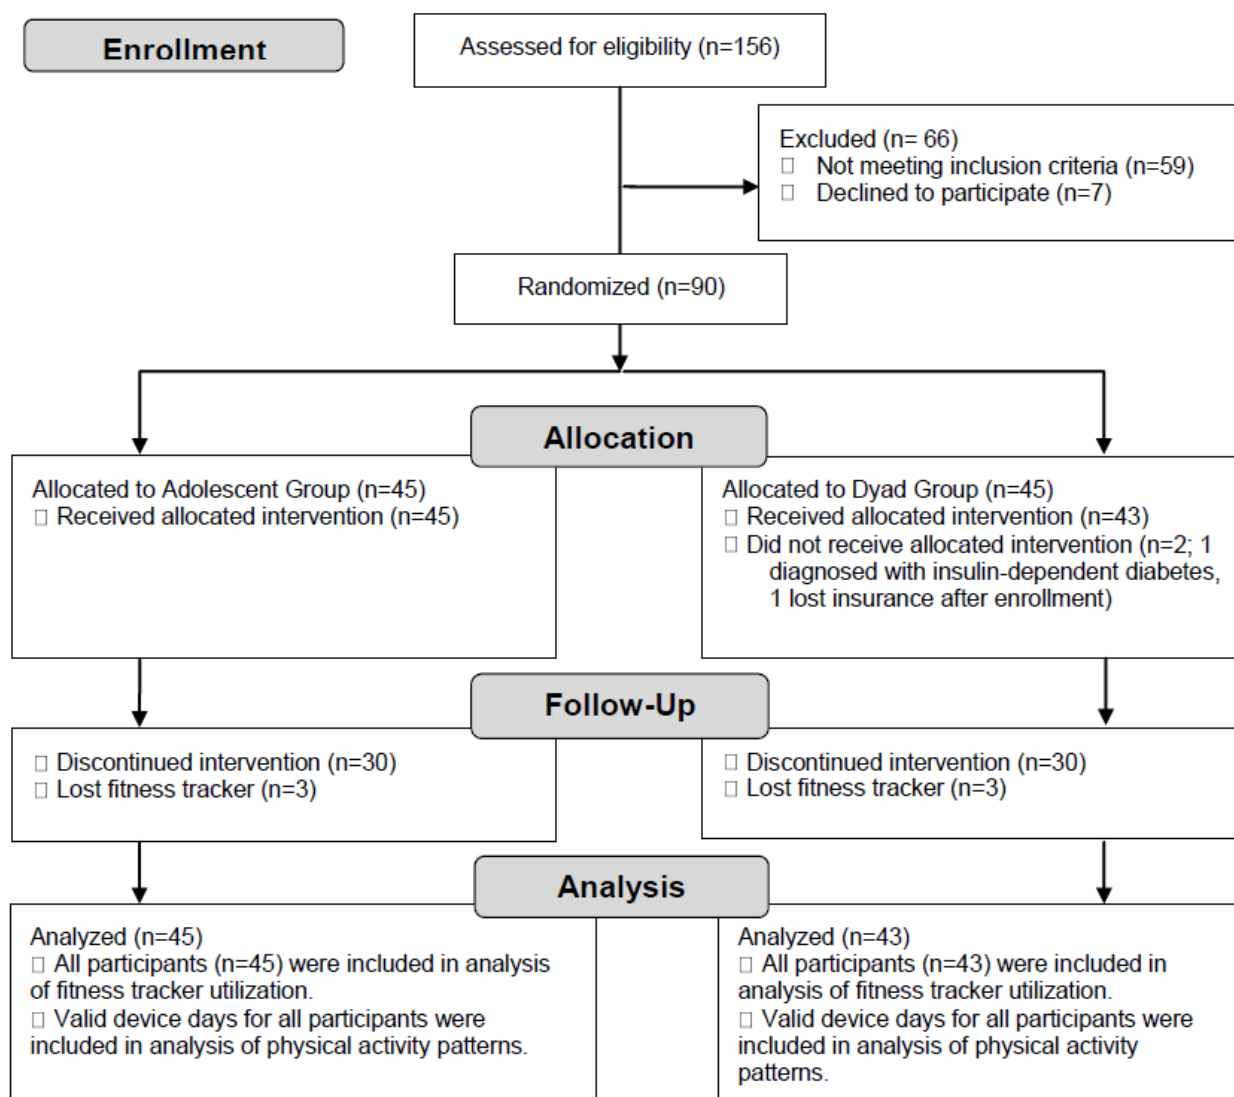 Enrollment
Assessed for eligibility (n=156)
Excluded (n= 66)
□ Not meeting inclusion criteria (n=59)
□ Declined to participate (n=7)
Randomized (n=90)
Allocation
Allocated to Adolescent Group (n=45)
□ Received allocated intervention (n=45)
Allocated to Dyad Group (n=45)
□ Received allocated intervention (n=43)
□ Did not receive allocated intervention (n=2; 1
diagnosed with insulin-dependent diabetes,
1 lost insurance after enrollment)
Follow-Up
□ Discontinued intervention (n=30)
□ Lost fitness tracker (n=3)
□ Discontinued intervention (n=30)
□ Lost fitness tracker (n=3)
Analysis
Analyzed (n=45)
□ All participants (n=45) were included in analysis
of fitness tracker utilization.
□ Valid device days for all participants were
included in analysis of physical activity patterns.
Analyzed (n=43)
□ All participants (n=43) were included in
analysis of fitness tracker utilization.
□ Valid device days for all participants were
included in analysis of physical activity
patterns.